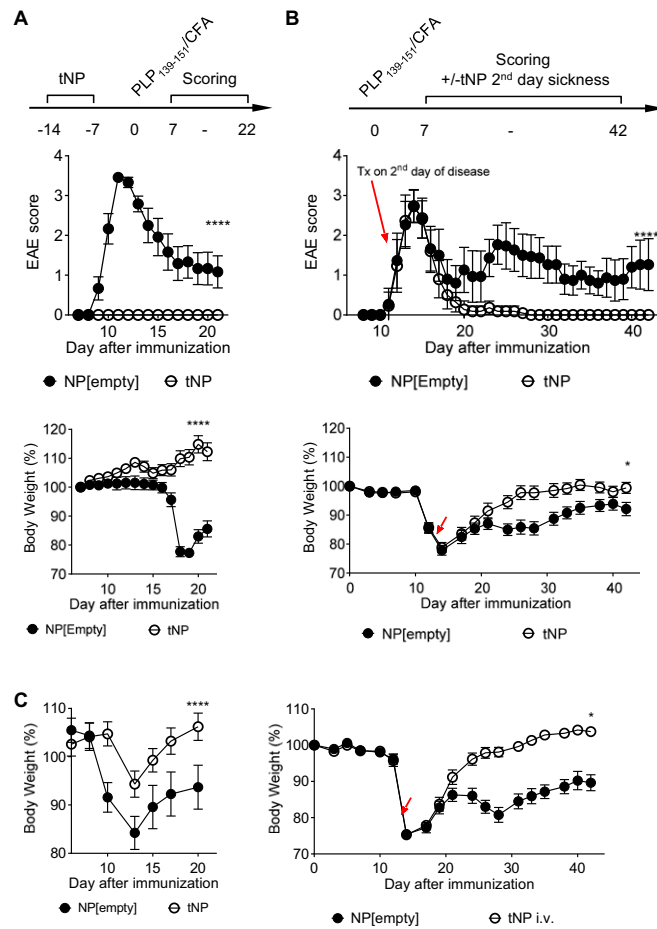 A
tNP
PLP139-151/CFA
Scoring
-14 -7 0 7 - 22
4
3
2
1
0
EAE score
****
10 15 20
Day after immunization
NP[empty] tNP
120
110
100
90
80
70
Body Weight (%)
****
10 15 20
Day after immunization
NP[Empty] tNP
B
PLP139-151/CFA
Scoring
+/-tNP 2nd day sickness
0 7 - 42
4
3
2
1
0
EAE score
Tx on 2nd day of disease
****
10 20 30 40
Day after immunization
NP[Empty] tNP
120
110
100
90
80
70
Body Weight (%)
*
0 10 20 30 40
Day after immunization
NP[empty] tNP
C
110
100
90
80
70
Body Weight (%)
****
10 15 20
Day after immunization
NP[empty] tNP
110
100
90
80
70
Body Weight (%)
*
0 10 20 30 40
Day after immunization
NP[empty] tNP i.v.